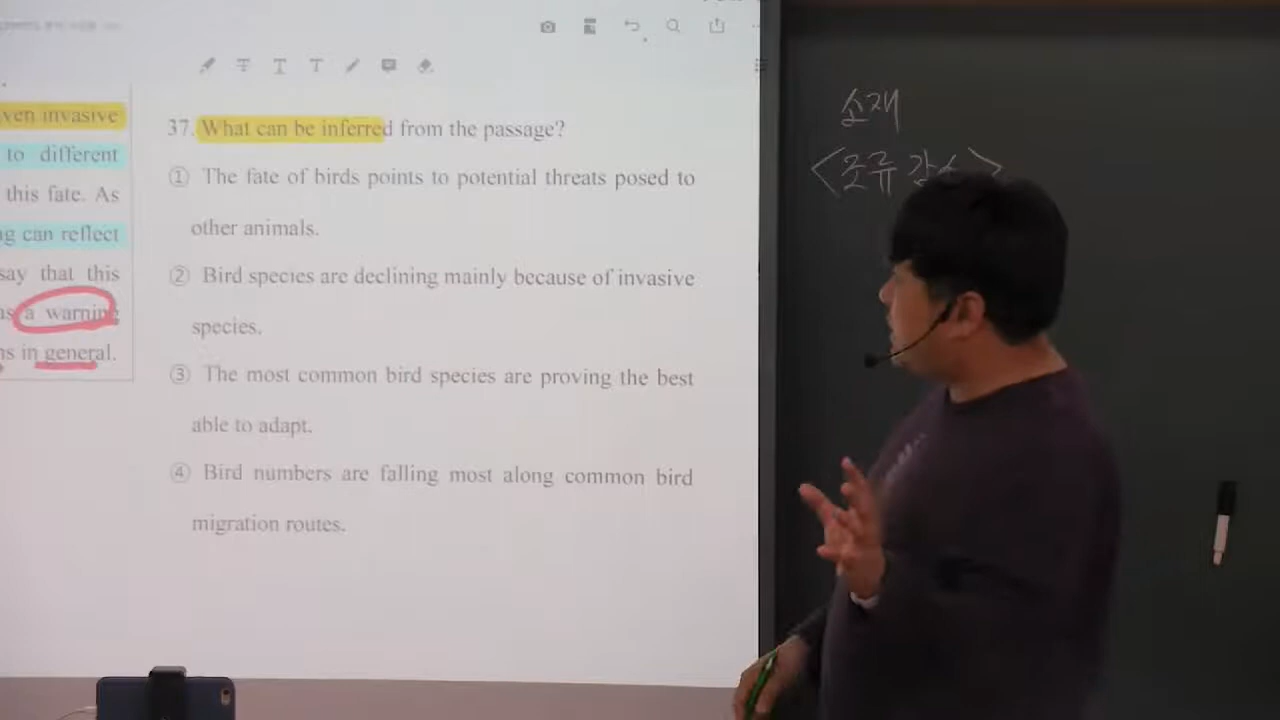 ven invasive
to different
this fate. As
g can reflect
say that this
as a warning
s in general.
37. What can be inferred from the passage?
① The fate of birds points to potential threats posed to
other animals.
② Bird species are declining mainly because of invasive
species.
③ The most common bird species are proving the best
able to adapt.
④ Bird numbers are falling most along common bird
migration routes.
소재
<조류